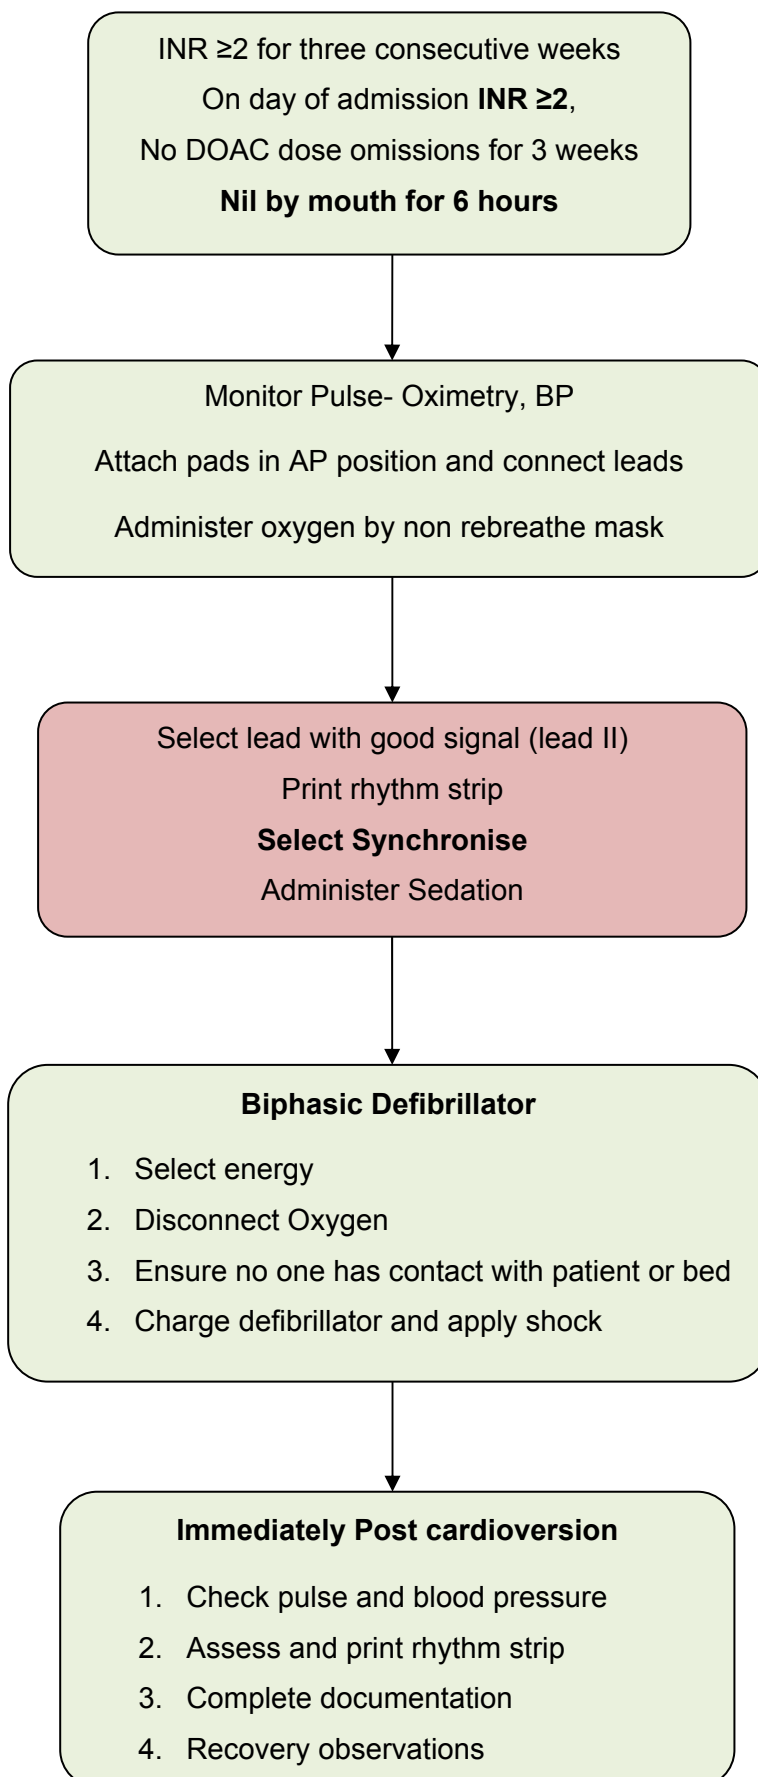 INR ≥2 for three consecutive weeks
On day of admission INR ≥2,
No DOAC dose omissions for 3 weeks
Nil by mouth for 6 hours
Monitor Pulse- Oximetry, BP
Attach pads in AP position and connect leads
Administer oxygen by non rebreathe mask
Select lead with good signal (lead II)
Print rhythm strip
Select Synchronise
Administer Sedation
Biphasic Defibrillator
1. Select energy
2. Disconnect Oxygen
3. Ensure no one has contact with patient or bed
4. Charge defibrillator and apply shock
Immediately Post cardioversion
1. Check pulse and blood pressure
2. Assess and print rhythm strip
3. Complete documentation
4. Recovery observations